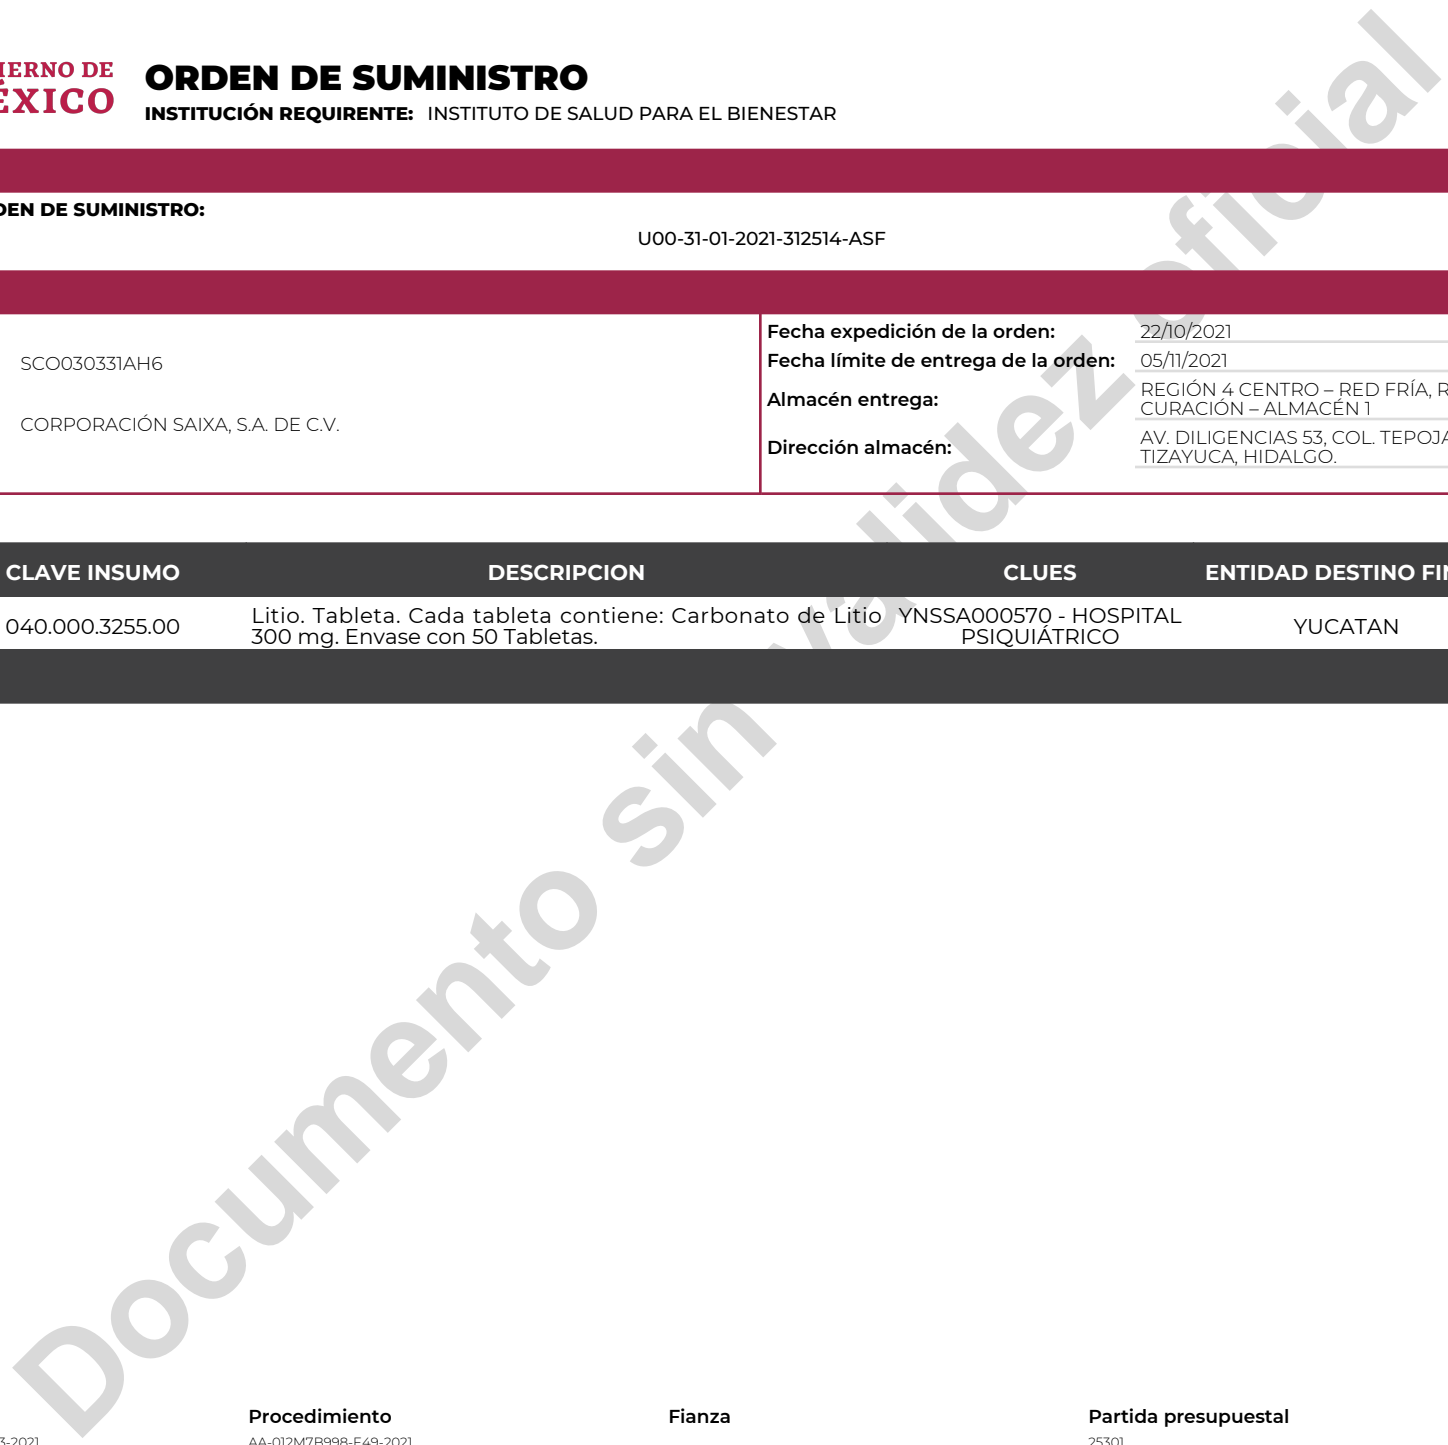 IERNO DE
ÉXICO
ORDEN DE SUMINISTRO
INSTITUCIÓN REQUIRENTE: INSTITUTO DE SALUD PARA EL BIENESTAR
DEN DE SUMINISTRO:
U00-31-01-2021-312514-ASF
SCO030331AH6
CORPORACIÓN SAIXA, S.A. DE C.V.
Fecha expedición de la orden: 22/10/2021
Fecha límite de entrega de la orden: 05/11/2021
Almacén entrega: REGIÓN 4 CENTRO – RED FRÍA, R
CURACIÓN – ALMACÉN 1
Dirección almacén: AV. DILIGENCIAS 53, COL. TEPOJA
TIZAYUCA, HIDALGO.
CLAVE INSUMO DESCRIPCION CLUES ENTIDAD DESTINO FIN
040.000.3255.00
Litio. Tableta. Cada tableta contiene: Carbonato de Litio
300 mg. Envase con 50 Tabletas.
YNSSA000570 - HOSPITAL
PSIQUIÁTRICO
YUCATAN
Documento sin validez oficial
Procedimiento Fianza Partida presupuestal
3-2021 AA-012M7B998-E49-2021 25301